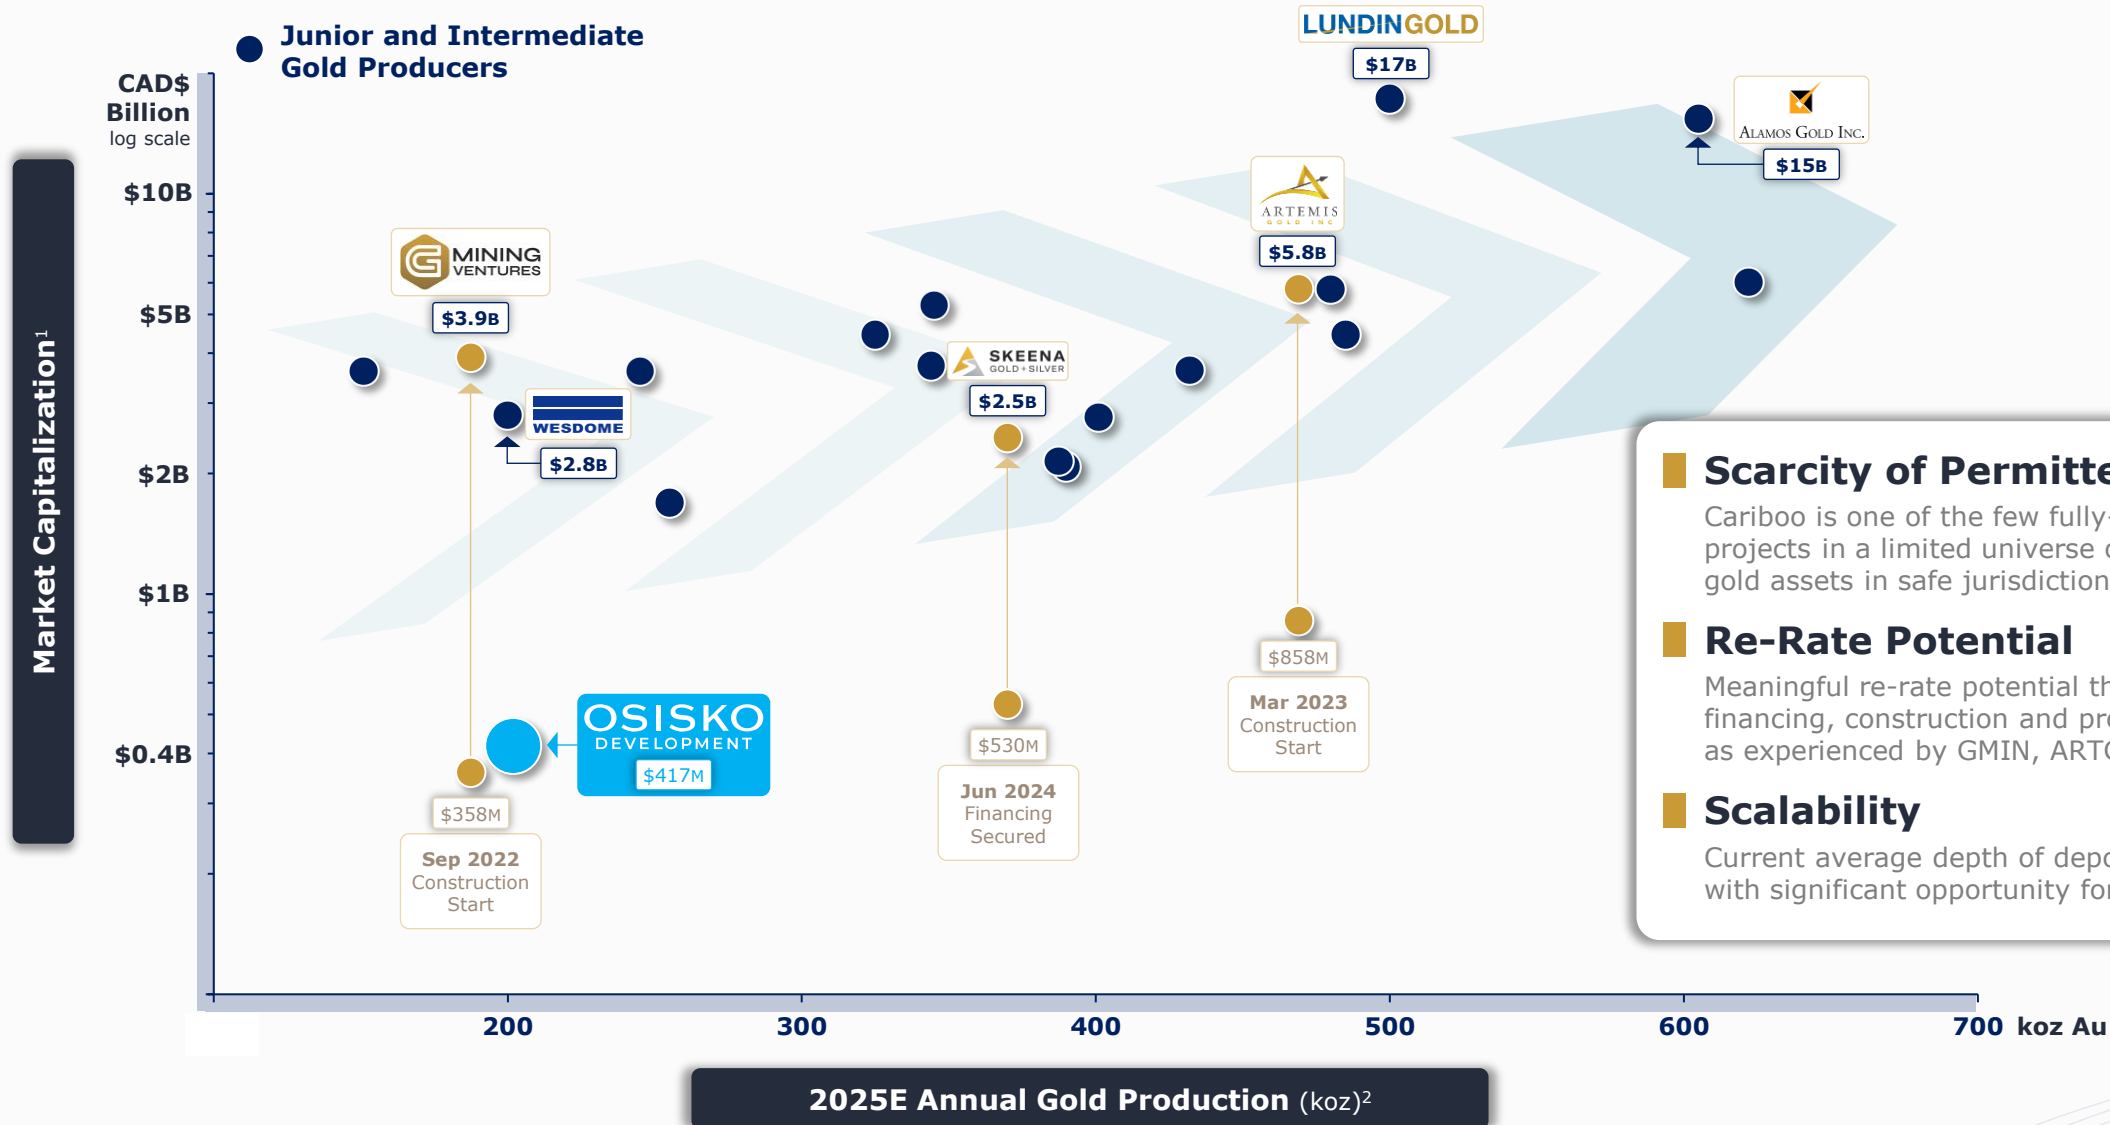 Junior and Intermediate
Gold Producers
CAD$
Billion
log scale
$10B
$5B
$2B
$1B
$0.4B
Market Capitalization¹
LUNDINGOLD
$17B
ALAMOS GOLD INC.
$15B
ARTEMIS
GOLD INC
$5.8B
G MINING
VENTURES
$3.9B
SKEENA
GOLD+SILVER
$2.5B
WESDOME
$2.8B
$858M
Mar 2023
Construction
Start
OSISKO
DEVELOPMENT
$417M
$530M
Jun 2024
Financing
Secured
$358M
Sep 2022
Construction
Start
Scarcity of Permitte
Cariboo is one of the few fully-
projects in a limited universe
gold assets in safe jurisdiction
Re-Rate Potential
Meaningful re-rate potential th
financing, construction and pr
as experienced by GMIN, ART
Scalability
Current average depth of dep
with significant opportunity for
200
300
400
500
600
700 koz Au
2025E Annual Gold Production (koz)²